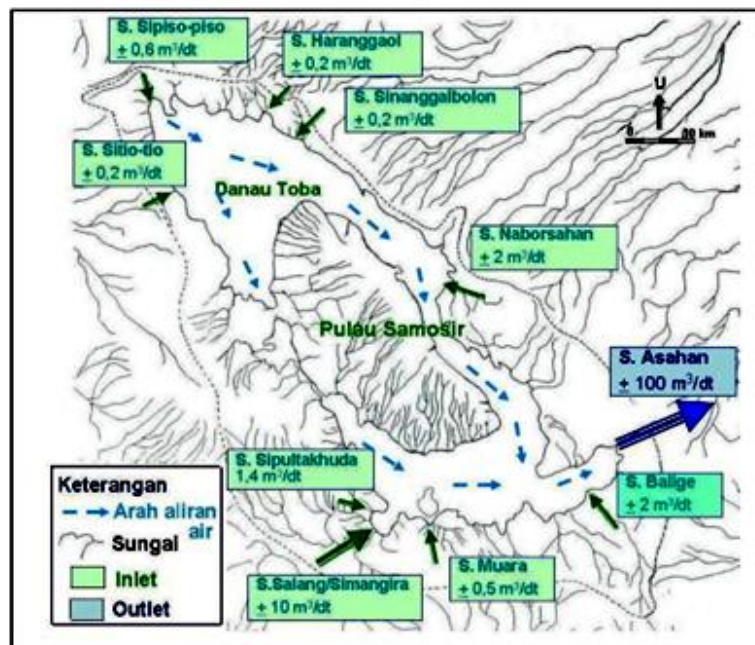 S. Sipiso-piso
± 0,6 m³/dt
S. Haranggaol
± 0,2 m³/dt
S. Sinanggalbolon
± 0,2 m³/dt
U
0
S. Sitio-tio
± 0,2 m³/dt
Danau Toba
S. Naborsahan
± 2 m³/dt
Pulau Samosir
S. Asahan
± 100 m³/dt
S. Sipultakhuda
1,4 m³/dt
S. Balige
± 2 m³/dt
S. Muara
± 0,5 m³/dt
S.Salang/Simangira
± 10 m³/dt
Keterangan
Arah aliran
air
Sungai
Inlet
Outlet